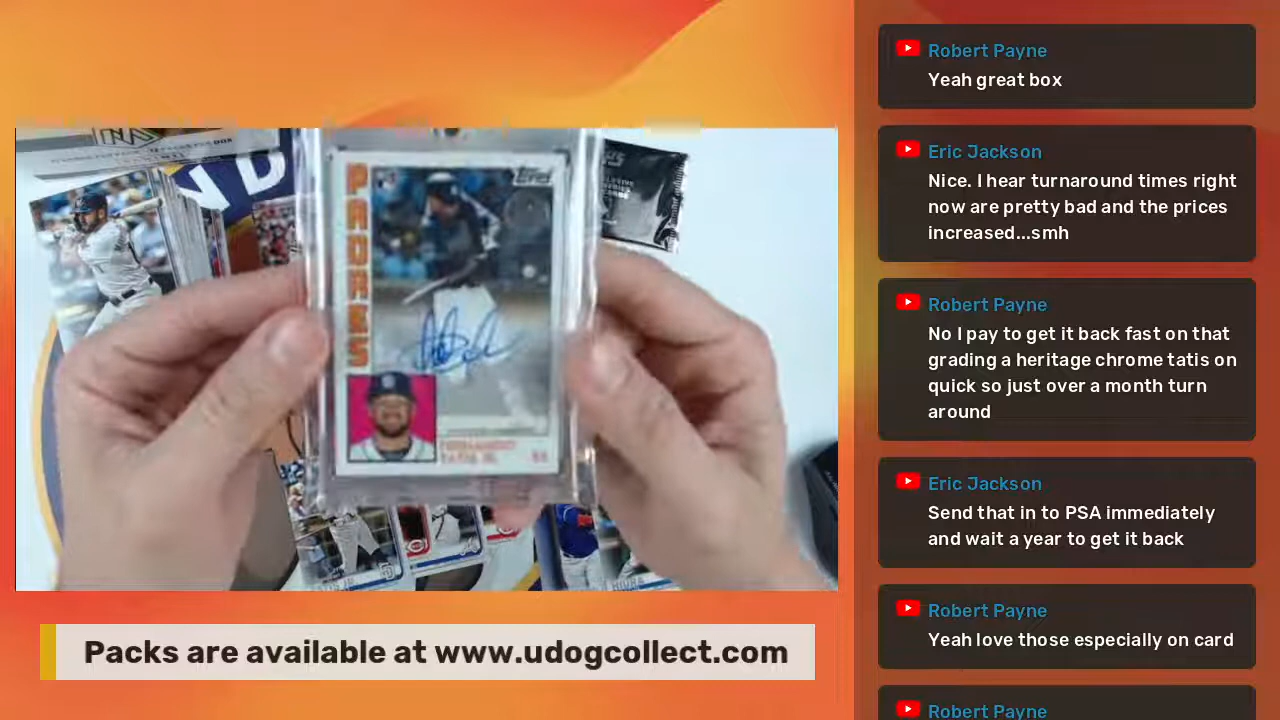 Robert Payne
Yeah great box
Eric Jackson
Nice. I hear turnaround times right
now are pretty bad and the prices
increased...smh
Robert Payne
No I pay to get it back fast on that
grading a heritage chrome tatis on
quick so just over a month turn
around
Eric Jackson
Send that in to PSA immediately
and wait a year to get it back
Robert Payne
Yeah love those especially on card
Robert Payne
PADRES
Topps
FERNANDO
TATIS JR. SS
Packs are available at www.udogcollect.com